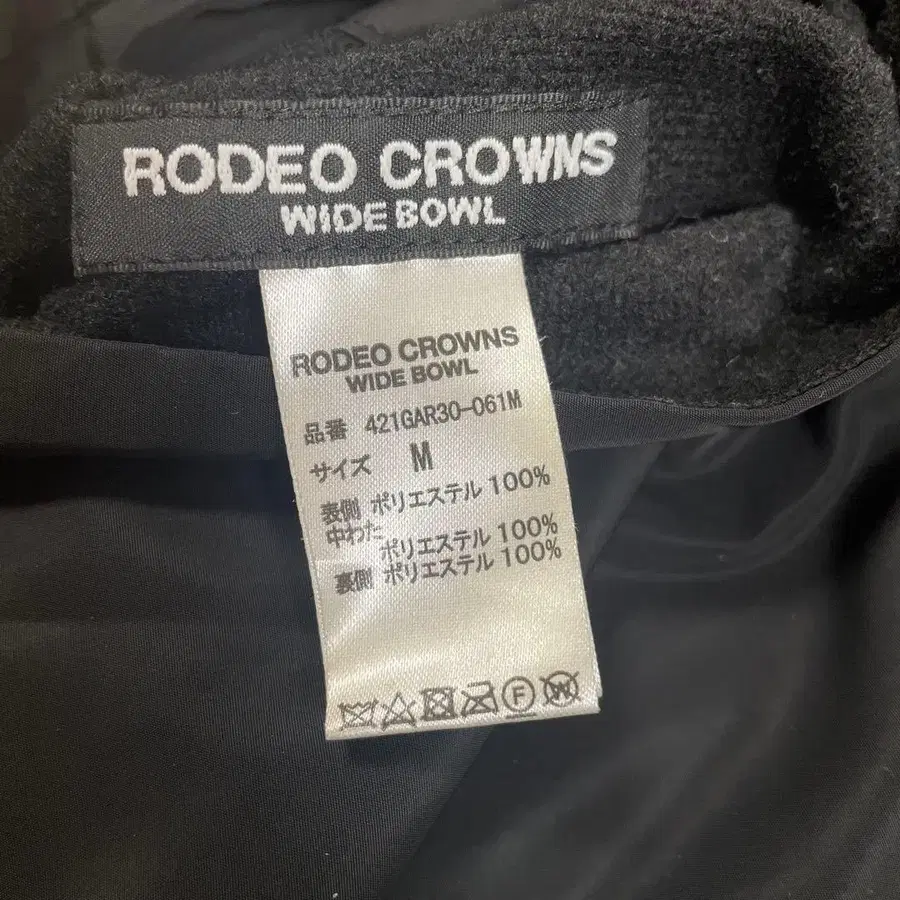 RODEO CROWNS
WIDE BOWL
RODEO CROWNS
WIDE BOWL
品番 421GAR30-061M
サイズ M
表側 ポリエステル 100%
中わた
ポリエステル 100%
裏側 ポリエステル 100%
F W